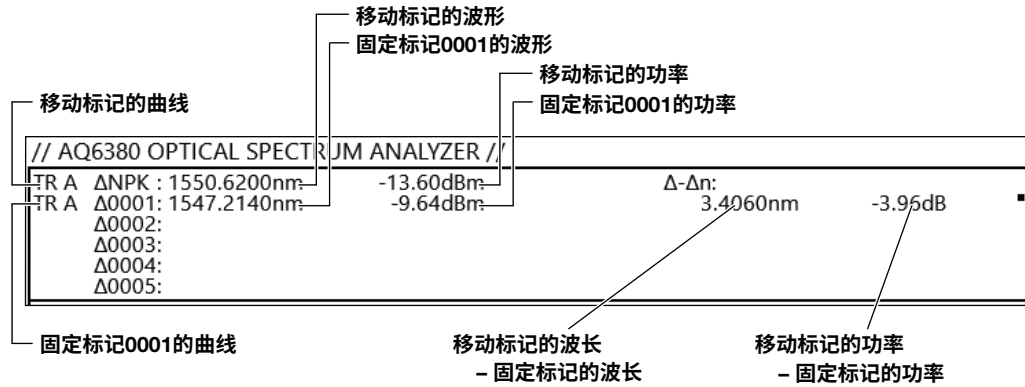 移动标记的波形
固定标记0001的波形
移动标记的功率
移动标记的曲线
固定标记0001的功率
// AQ6380 OPTICAL SPECTRUM ANALYZER //
TR A ΔNPK : 1550.6200nm -13.60dBm Δ-Δn:
TR A Δ0001: 1547.2140nm -9.64dBm 3.4060nm -3.96dB
Δ0002:
Δ0003:
Δ0004:
Δ0005:
固定标记0001的曲线
移动标记的波长
– 固定标记的波长
移动标记的功率
– 固定标记的功率